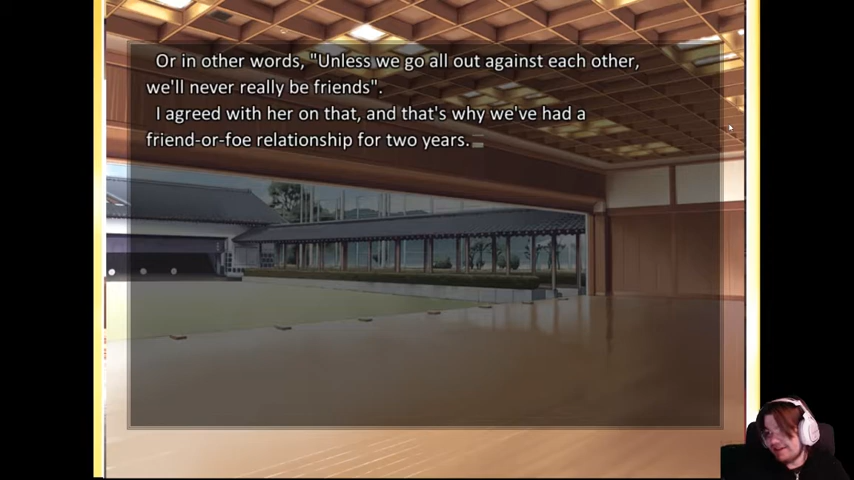 Or in other words, "Unless we go all out against each other,
we'll never really be friends".
I agreed with her on that, and that's why we've had a
friend-or-foe relationship for two years.